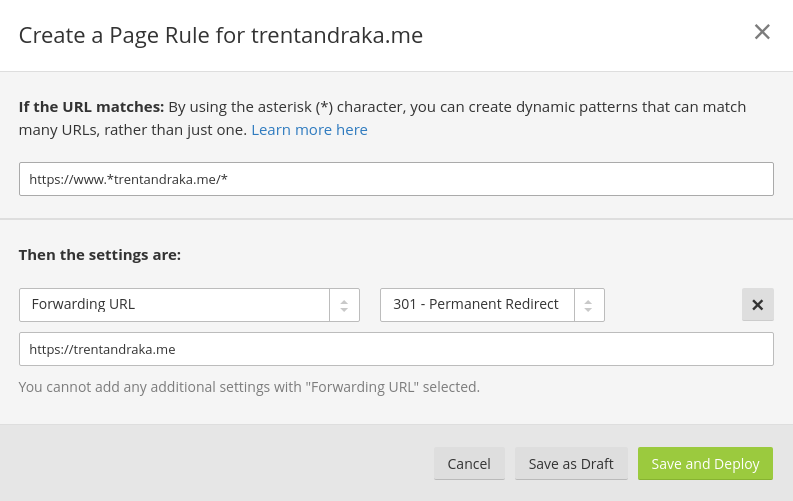 Create a Page Rule for trentandraka.me
If the URL matches: By using the asterisk (*) character, you can create dynamic patterns that can match
many URLs, rather than just one. Learn more here
https://www.*trentandraka.me/*
Then the settings are:
Forwarding URL
301 - Permanent Redirect
https://trentandraka.me
You cannot add any additional settings with "Forwarding URL" selected.
Cancel
Save as Draft
Save and Deploy